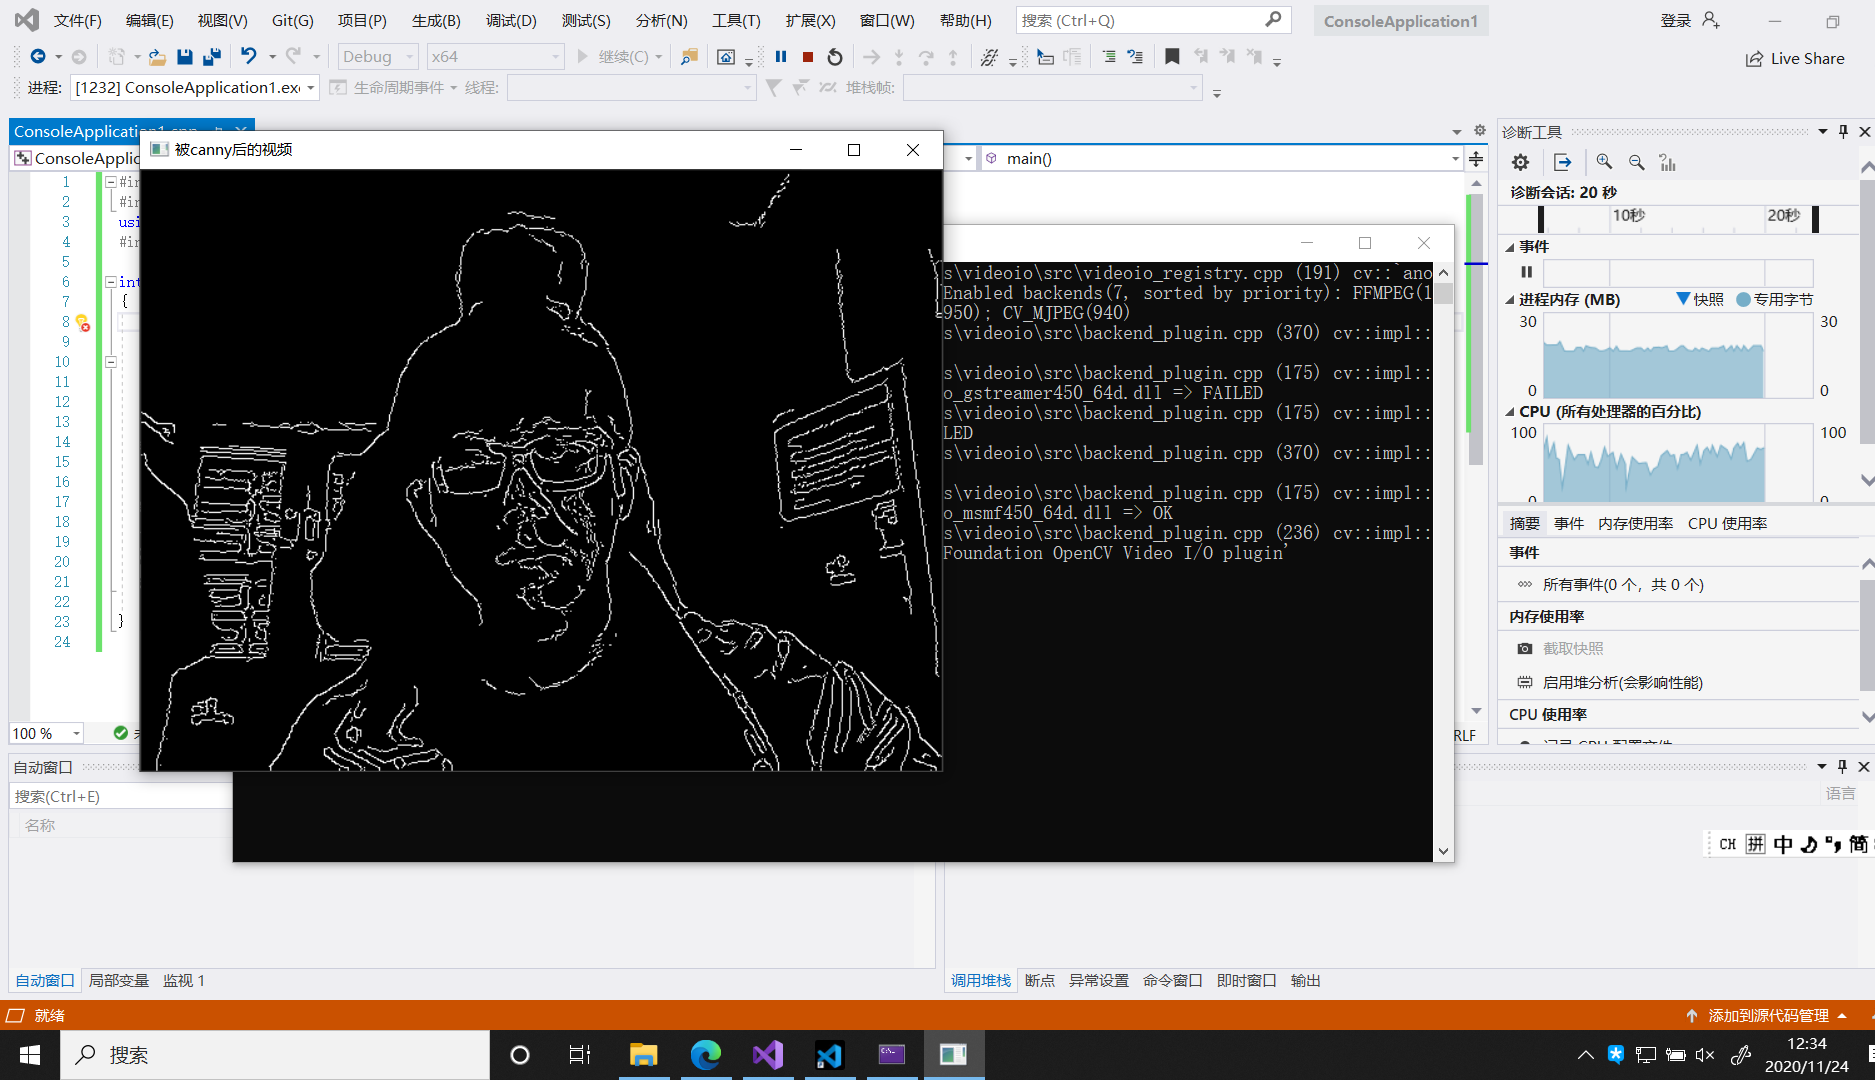 文件(F) 编辑(E) 视图(V) Git(G) 项目(P) 生成(B) 调试(D) 测试(S) 分析(N) 工具(T) 扩展(X) 窗口(W) 帮助(H) 搜索 (Ctrl+Q) ConsoleApplication1 登录
Debug x64 继续(C) Live Share
进程: [1232] ConsoleApplication1.exe 生命周期事件 线程: 堆栈帧:
ConsoleApplication1.cpp
被canny后的视频
ConsoleApplic main()
1 #in
2 #in
3 usi
4 #in
5
6 int
7 {
8
9
10
11
12
13
14
15
16
17
18
19
20
21
22
23 }
24
100 %
RLF
s\videoio\src\videoio_registry.cpp (191) cv::`ano
Enabled backends(7, sorted by priority): FFMPEG(1
950); CV_MJPEG(940)
s\videoio\src\backend_plugin.cpp (370) cv::impl::
s\videoio\src\backend_plugin.cpp (175) cv::impl::
o_gstreamer450_64d.dll => FAILED
s\videoio\src\backend_plugin.cpp (175) cv::impl::
LED
s\videoio\src\backend_plugin.cpp (370) cv::impl::
s\videoio\src\backend_plugin.cpp (175) cv::impl::
o_msmf450_64d.dll => OK
s\videoio\src\backend_plugin.cpp (236) cv::impl::
Foundation OpenCV Video I/O plugin'
诊断工具
诊断会话: 20 秒
10秒 20秒
事件
进程内存 (MB) 快照 专用字节
30 30
0 0
CPU (所有处理器的百分比)
100 100
0 0
摘要 事件 内存使用率 CPU 使用率
事件
所有事件(0 个，共 0 个)
内存使用率
截取快照
启用堆分析(会影响性能)
CPU 使用率
记录 CPU 配置文件
自动窗口
搜索(Ctrl+E)
名称
语言
CH 拼 中 简
自动窗口 局部变量 监视 1
调用堆栈 断点 异常设置 命令窗口 即时窗口 输出
就绪 添加到源代码管理
搜索
12:34
2020/11/24